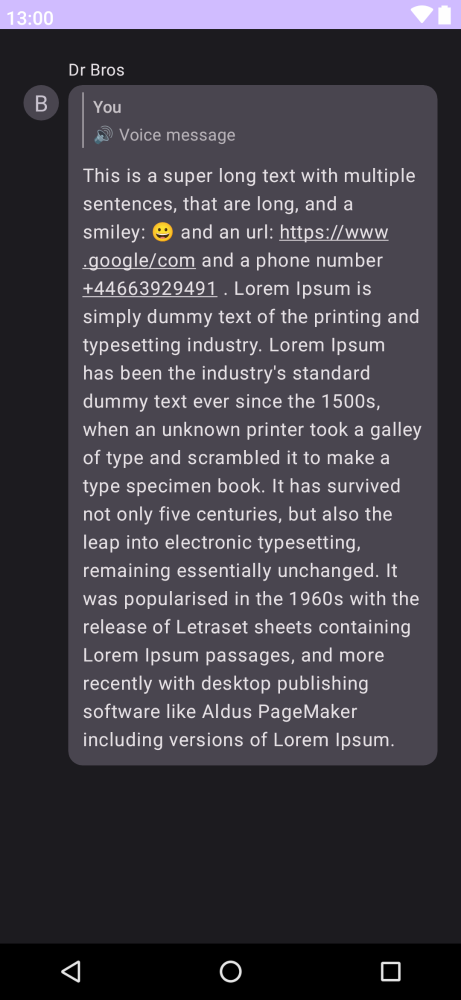 13:00
Dr Bros
B
You
🔊 Voice message
This is a super long text with multiple
sentences, that are long, and a
smiley: 😀 and an url: https://www
.google/com and a phone number
+44663929491 . Lorem Ipsum is
simply dummy text of the printing and
typesetting industry. Lorem Ipsum
has been the industry's standard
dummy text ever since the 1500s,
when an unknown printer took a galley
of type and scrambled it to make a
type specimen book. It has survived
not only five centuries, but also the
leap into electronic typesetting,
remaining essentially unchanged. It
was popularised in the 1960s with the
release of Letraset sheets containing
Lorem Ipsum passages, and more
recently with desktop publishing
software like Aldus PageMaker
including versions of Lorem Ipsum.